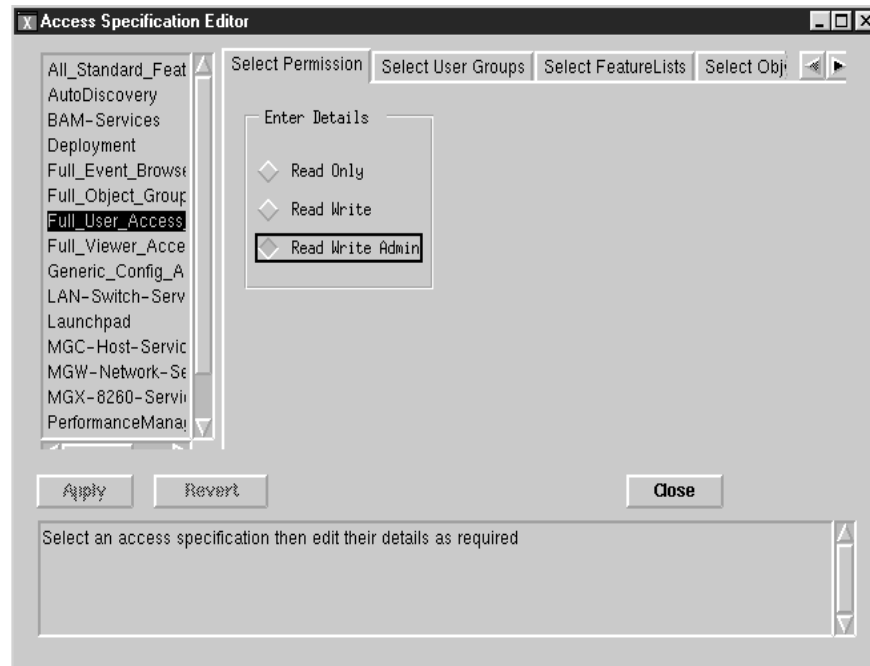 X Access Specification Editor
Select Permission
Select User Groups
Select FeatureLists
Select Obj
All_Standard_Feat
AutoDiscovery
BAM-Services
Deployment
Full_Event_Browse
Full_Object_Group
Full_User_Access_
Full_Viewer_Acce
Generic_Config_A
LAN-Switch-Serv
Launchpad
MGC-Host-Servic
MGW-Network-Se
MGX-8260-Servi
PerformanceMana
Enter Details
Read Only
Read Write
Read Write Admin
Apply
Revert
Close
Select an access specification then edit their details as required